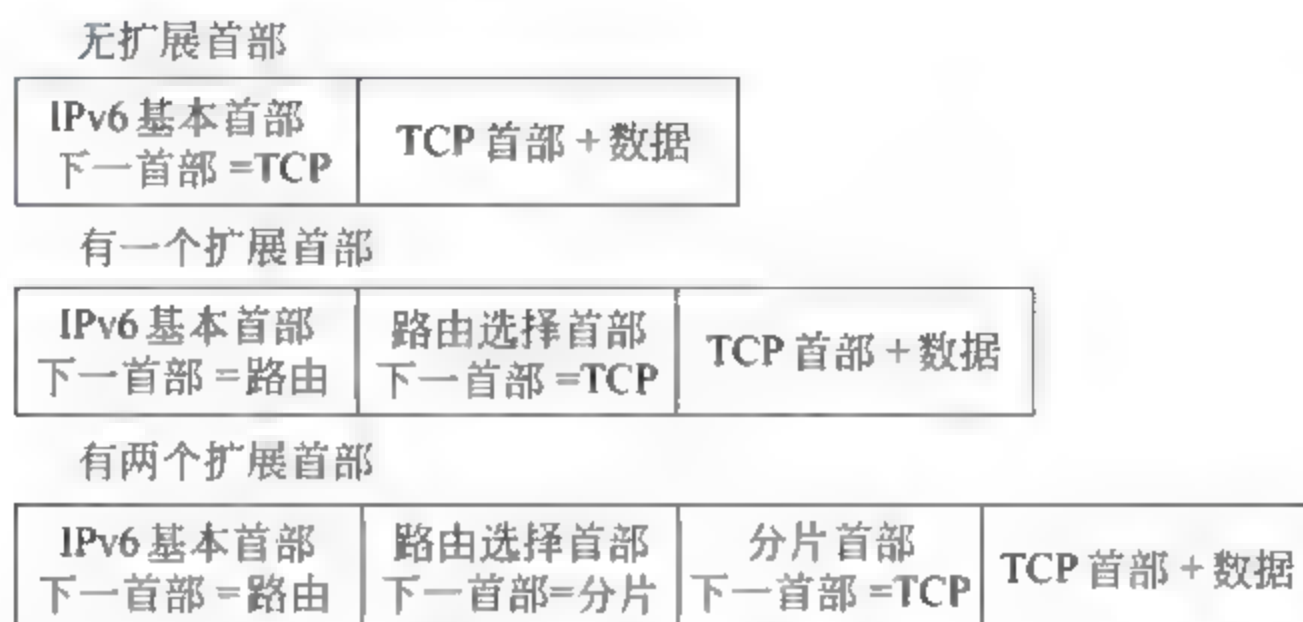 无扩展首部
IPv6 基本首部
下一首部 =TCP
TCP 首部 + 数据
有一个扩展首部
IPv6 基本首部
下一首部 = 路由
路由选择首部
下一首部 =TCP
TCP 首部 + 数据
有两个扩展首部
IPv6 基本首部
下一首部 = 路由
路由选择首部
下一首部=分片
分片首部
下一首部 =TCP
TCP 首部 + 数据